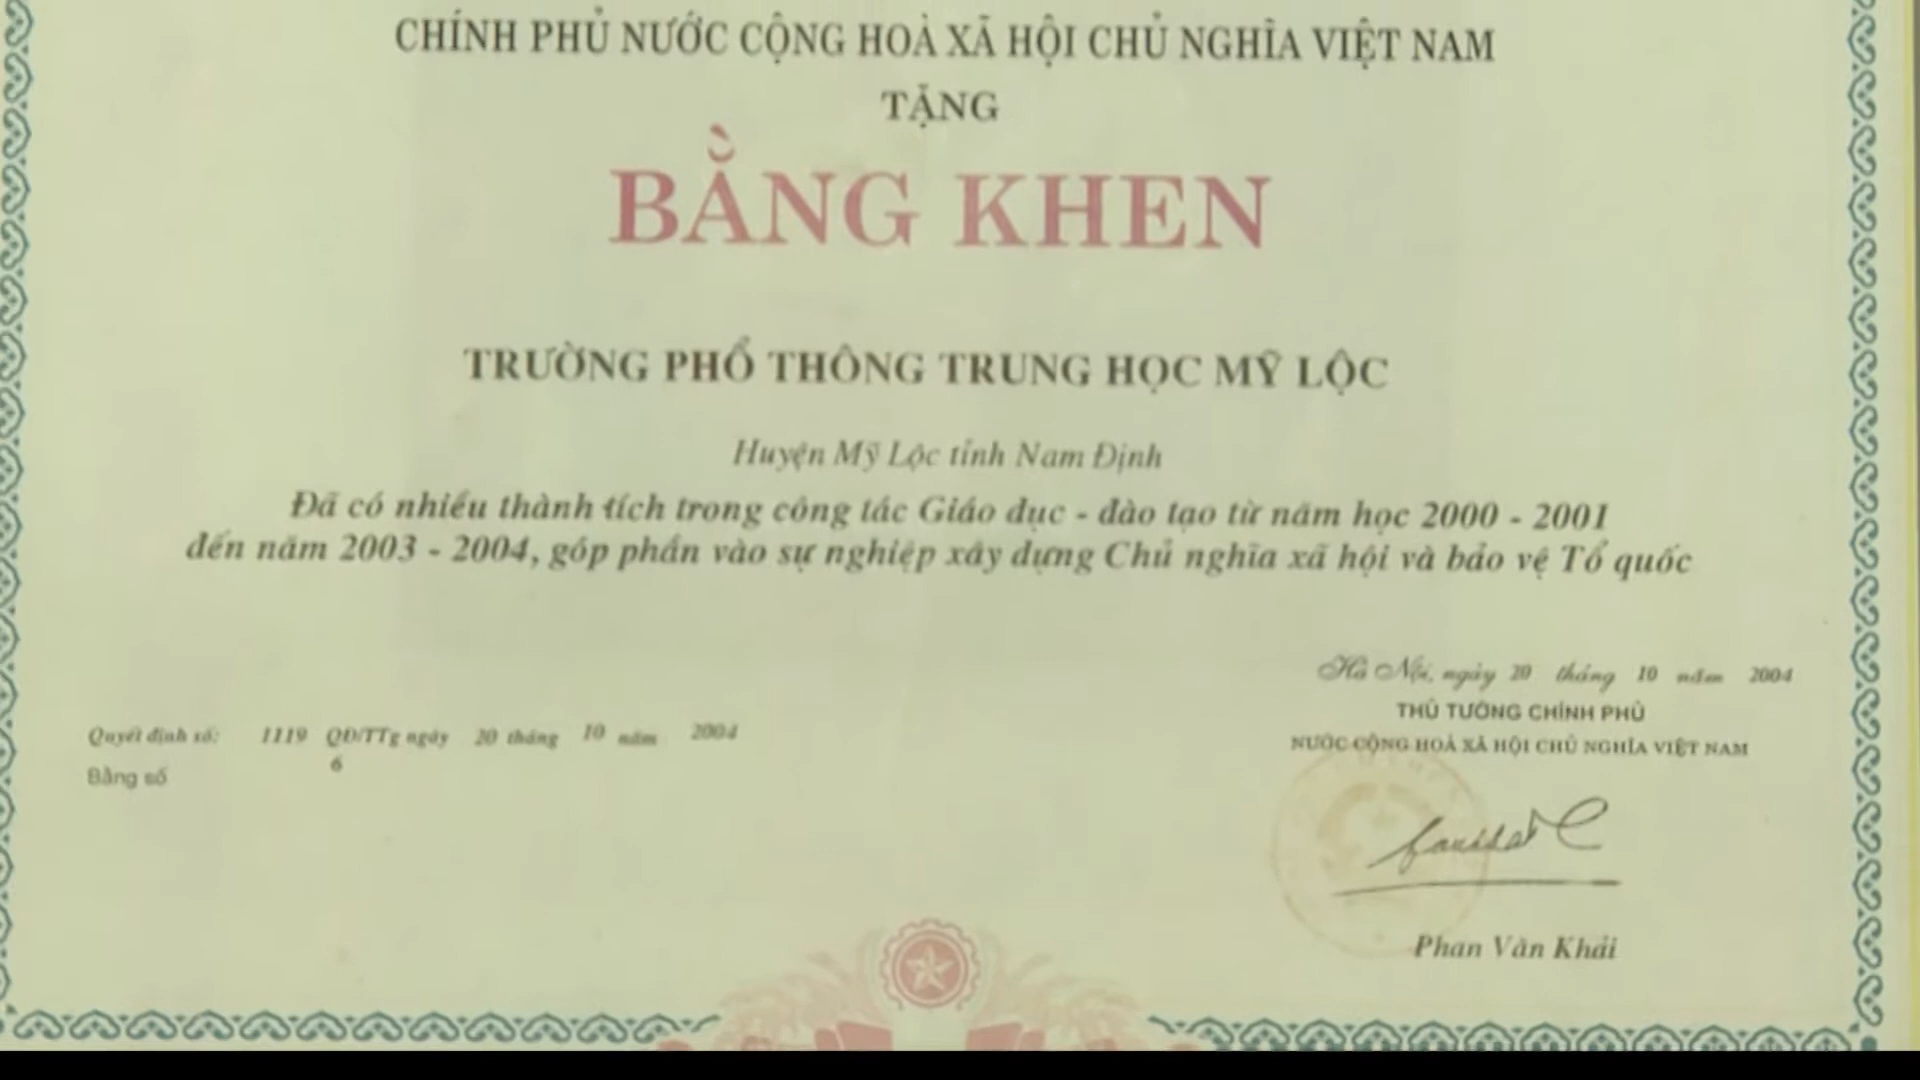 CHÍNH PHỦ NƯỚC CỘNG HOÀ XÃ HỘI CHỦ NGHĨA VIỆT NAM
TẶNG
BẰNG KHEN
TRƯỜNG PHỔ THÔNG TRUNG HỌC MỸ LỘC
Huyện Mỹ Lộc tỉnh Nam Định
Đã có nhiều thành tích trong công tác Giáo dục - đào tạo từ năm học 2000 - 2001
đến năm 2003 - 2004, góp phần vào sự nghiệp xây dựng Chủ nghĩa xã hội và bảo vệ Tổ quốc
Hà Nội, ngày 20 tháng 10 năm 2004
THỦ TƯỚNG CHÍNH PHỦ
NƯỚC CỘNG HOÀ XÃ HỘI CHỦ NGHĨA VIỆT NAM
Quyết định số: 1119 QĐ/TTg ngày 20 tháng 10 năm 2004
Bằng số 6
Phan Văn Khải